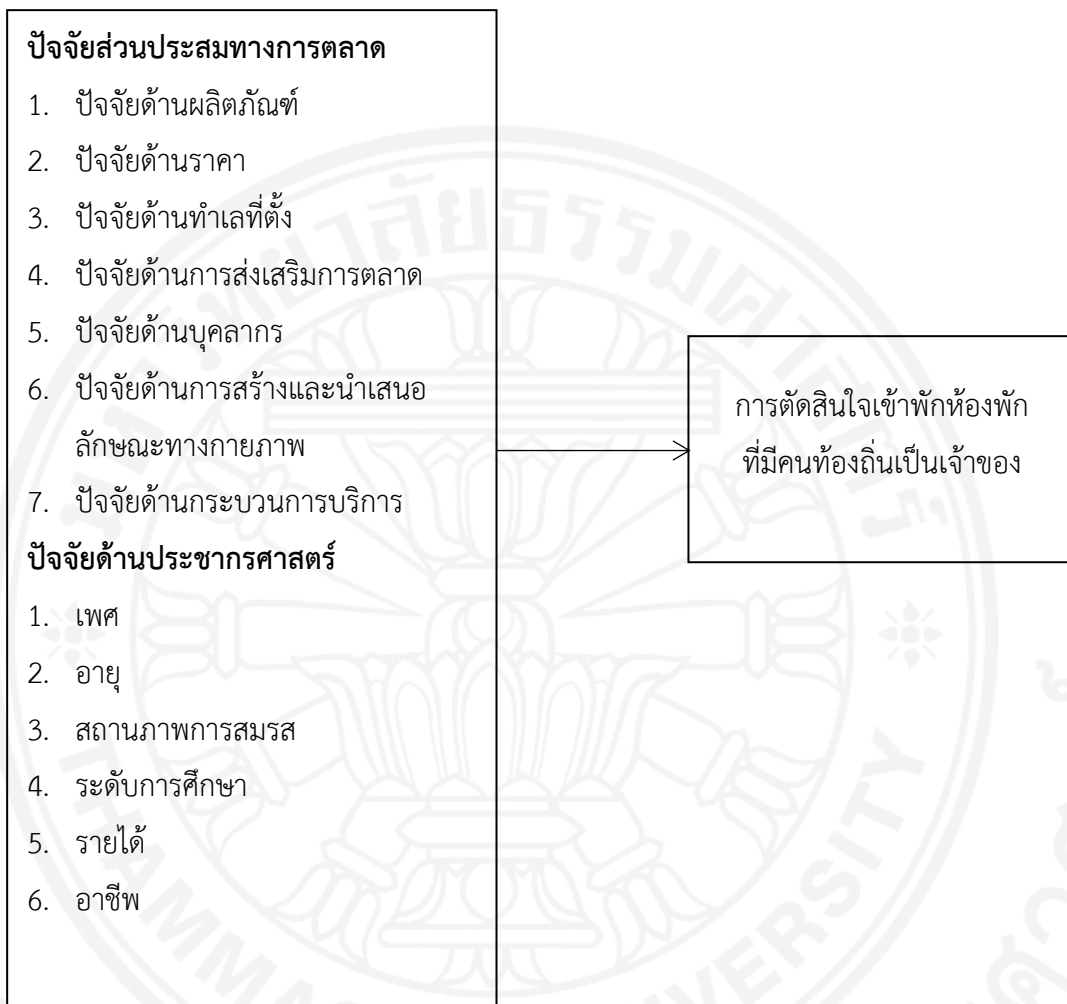 ปัจจัยส่วนประสมทางการตลาด
1. ปัจจัยด้านผลิตภัณฑ์
2. ปัจจัยด้านราคา
3. ปัจจัยด้านทำเลที่ตั้ง
4. ปัจจัยด้านการส่งเสริมการตลาด
5. ปัจจัยด้านบุคลากร
6. ปัจจัยด้านการสร้างและนำเสนอ
ลักษณะทางกายภาพ
7. ปัจจัยด้านกระบวนการบริการ
ปัจจัยด้านประชากรศาสตร์
1. เพศ
2. อายุ
3. สถานภาพการสมรส
4. ระดับการศึกษา
5. รายได้
6. อาชีพ
การตัดสินใจเข้าพักห้องพัก
ที่มีคนท้องถิ่นเป็นเจ้าของ